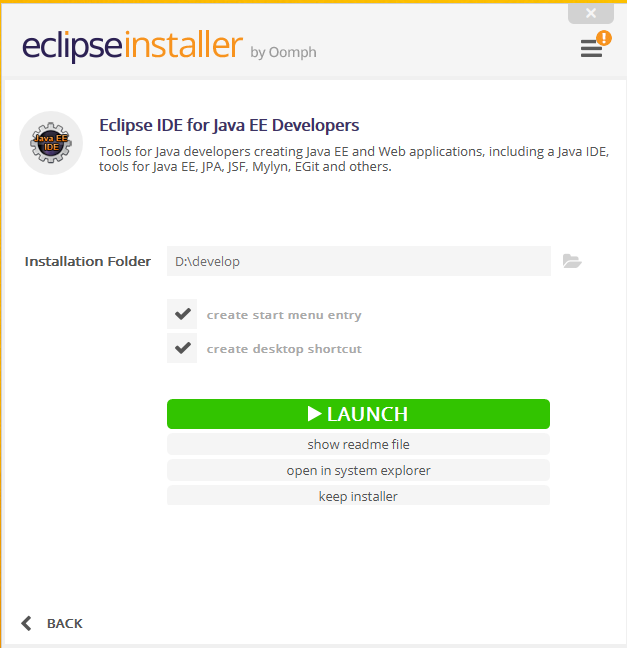 eclipseinstaller by Oomph
!
Java EE
IDE
Eclipse IDE for Java EE Developers
Tools for Java developers creating Java EE and Web applications, including a Java IDE,
tools for Java EE, JPA, JSF, Mylyn, EGit and others.
Installation Folder D:\develop
create start menu entry
create desktop shortcut
LAUNCH
show readme file
open in system explorer
keep installer
BACK